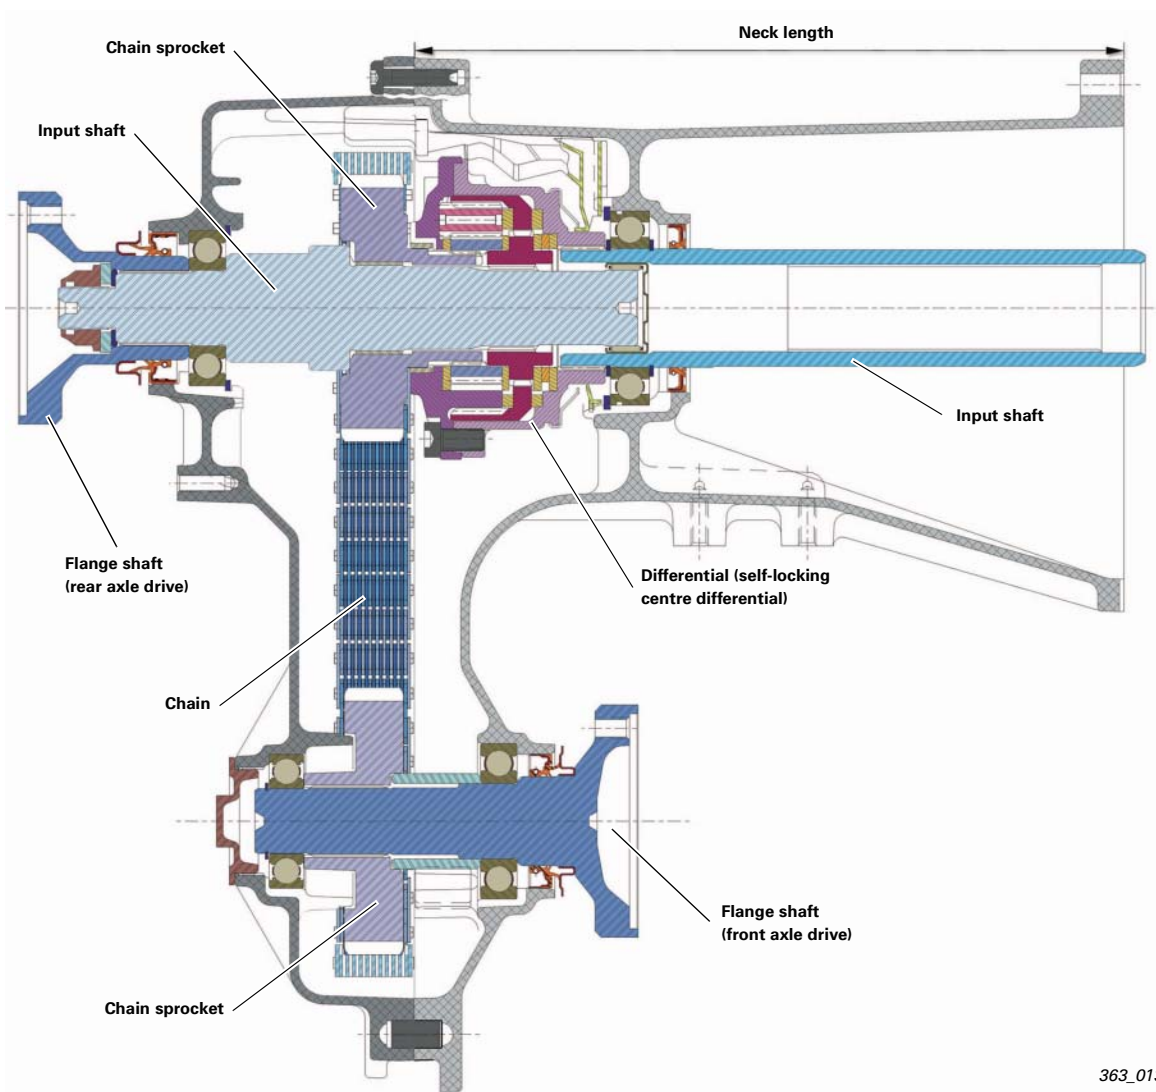 Neck length
Chain sprocket
Input shaft
Input shaft
Flange shaft
(rear axle drive)
Differential (self-locking
centre differential)
Chain
Flange shaft
(front axle drive)
Chain sprocket